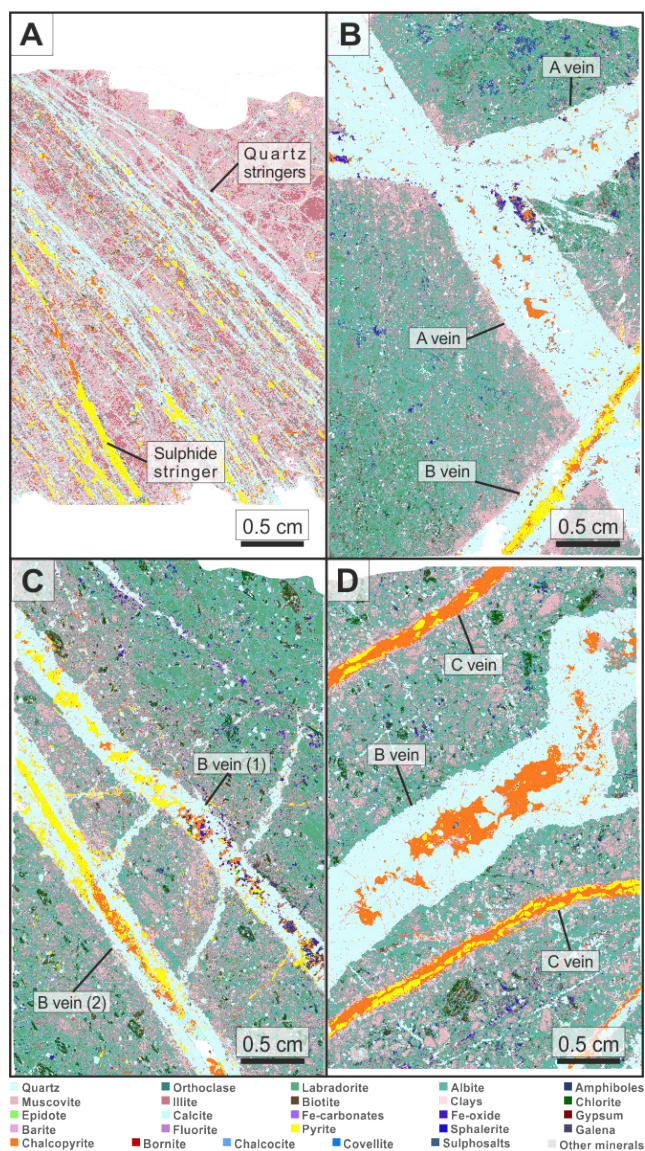 A
Quartz
stringers
Sulphide
stringer
0.5 cm
B
A vein
A vein
B vein
0.5 cm
C
B vein (1)
B vein (2)
0.5 cm
D
C vein
B vein
C vein
0.5 cm
Quartz Orthoclase Labradorite Albite Amphiboles
Muscovite Illite Biotite Clays Chlorite
Epidote Calcite Fe-carbonates Fe-oxide Gypsum
Barite Fluorite Pyrite Sphalerite Galena
Chalcopyrite Bornite Chalcocite Covellite Sulphosalts Other minerals